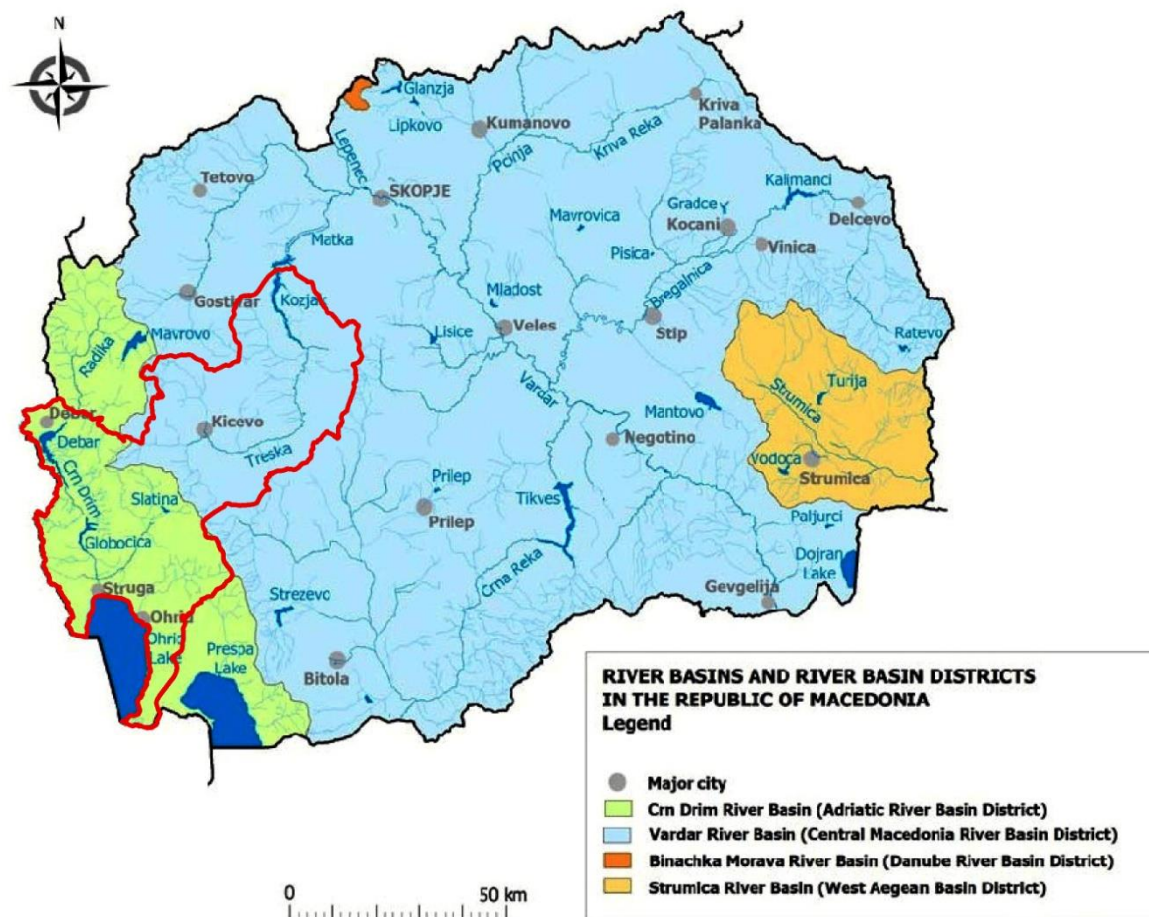 N
Glanzja
Lipkovo
Kumanovo
Kriva
Palanka
Lepenec
Pcinja
Kriva Reka
Tetovo
SKOPJE
Kalimanci
Gradce
Delcevo
Mavrovica
Kocani
Matka
Pisica
Vinica
Bregalnica
Gostivar
Kozjak
Mladost
Stip
Mavrovo
Lisice
Veles
Ratevo
Radika
Vardar
Turija
Strumica
Mantovo
Debar
Kicevo
Debar
Negotino
Treska
Vodoca
Strumica
Crn Drim
Prilep
Tikves
Slatina
Prilep
Paljurci
Globocica
Dojran
Lake
Crna Reka
Struga
Gevgelija
Strezevo
Ohrid
Ohrid
Lake
Prespa
Lake
Bitola
RIVER BASINS AND RIVER BASIN DISTRICTS
IN THE REPUBLIC OF MACEDONIA
Legend
Major city
Crn Drim River Basin (Adriatic River Basin District)
Vardar River Basin (Central Macedonia River Basin District)
Binachka Morava River Basin (Danube River Basin District)
Strumica River Basin (West Aegean Basin District)
0 50 km